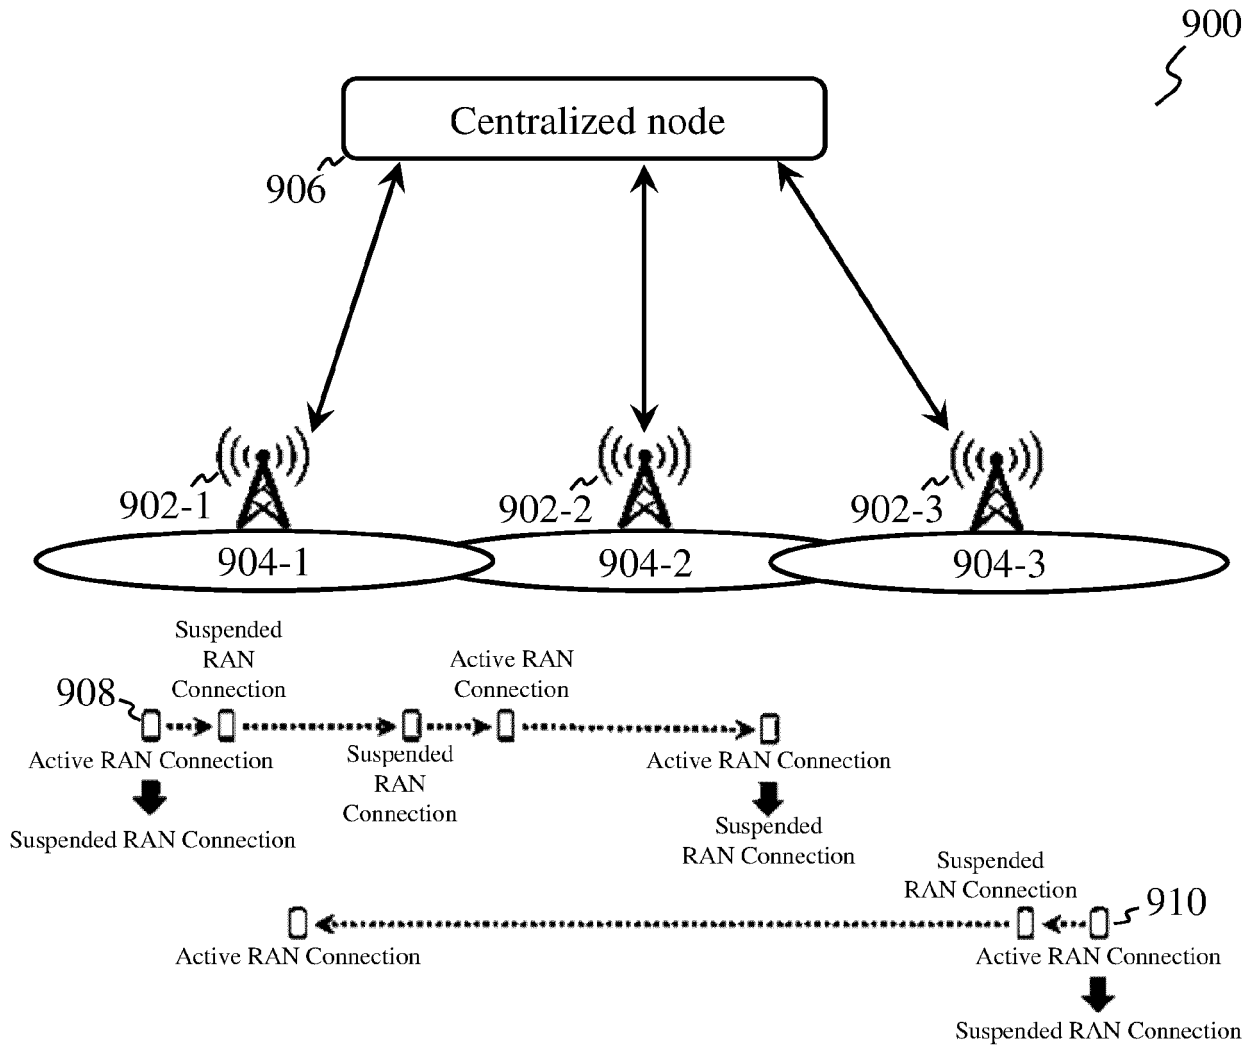 900
Centralized node
906
902-1
902-2
902-3
904-1
904-2
904-3
Suspended
RAN
Connection
Active RAN
Connection
908
Active RAN Connection
Suspended
RAN
Connection
Active RAN Connection
Suspended RAN Connection
Suspended
RAN Connection
Suspended
RAN Connection
910
Active RAN Connection
Active RAN Connection
Suspended RAN Connection